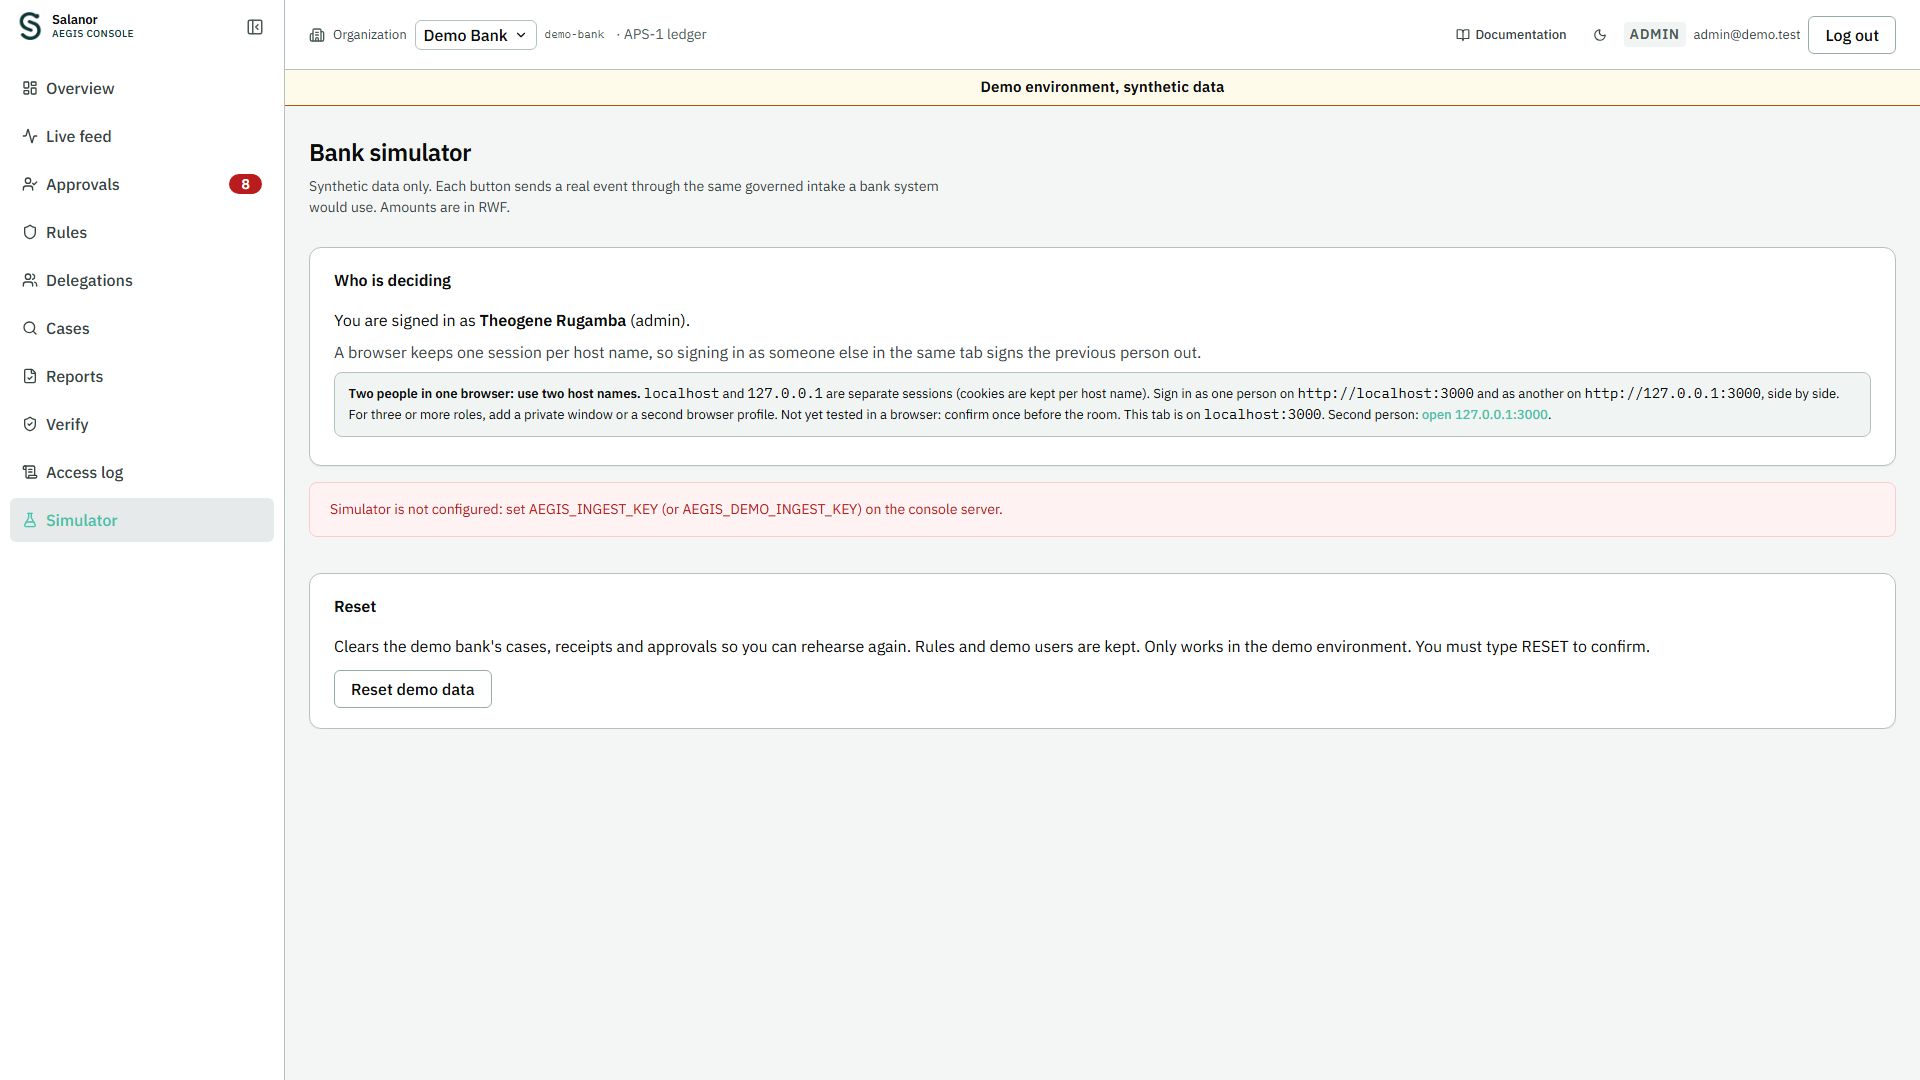 Salanor
AEGIS CONSOLE
Overview
Live feed
Approvals 8
Rules
Delegations
Cases
Reports
Verify
Access log
Simulator
Organization Demo Bank demo-bank · APS-1 ledger
Documentation ADMIN admin@demo.test Log out
Demo environment, synthetic data
Bank simulator
Synthetic data only. Each button sends a real event through the same governed intake a bank system
would use. Amounts are in RWF.
Who is deciding
You are signed in as Theogene Rugamba (admin).
A browser keeps one session per host name, so signing in as someone else in the same tab signs the previous person out.
Two people in one browser: use two host names. localhost and 127.0.0.1 are separate sessions (cookies are kept per host name). Sign in as one person on http://localhost:3000 and as another on http://127.0.0.1:3000, side by side.
For three or more roles, add a private window or a second browser profile. Not yet tested in a browser: confirm once before the room. This tab is on localhost:3000. Second person: open 127.0.0.1:3000.
Simulator is not configured: set AEGIS_INGEST_KEY (or AEGIS_DEMO_INGEST_KEY) on the console server.
Reset
Clears the demo bank's cases, receipts and approvals so you can rehearse again. Rules and demo users are kept. Only works in the demo environment. You must type RESET to confirm.
Reset demo data